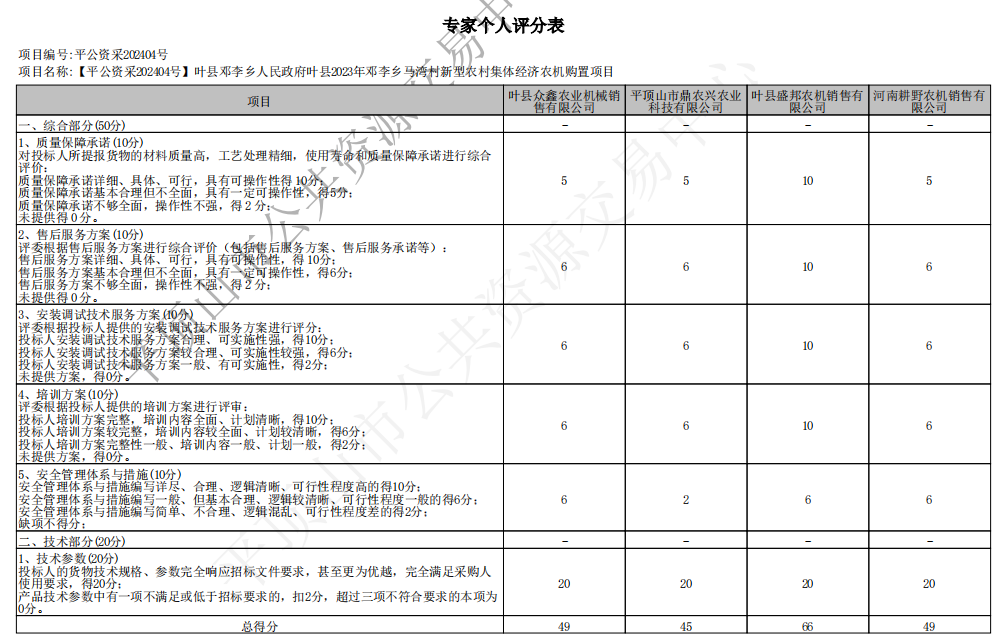 专家个人评分表
项目编号:平公资采202404号
项目名称:【平公资采202404号】叶县邓李乡人民政府叶县2023年邓李乡马湾村新型农村集体经济农机购置项目
项目 叶县众鑫农业机械销售有限公司 平顶山市鼎农兴农业科技有限公司 叶县盛邦农机销售有限公司 河南耕野农机销售有限公司
一、综合部分(50分) - - - -
1、质量保障承诺(10分)
对投标人所提报货物的材料质量高，工艺处理精细，使用寿命和质量保障承诺进行综合
评价:
质量保障承诺详细、具体、可行，具有可操作性得 10分；
质量保障承诺基本合理但不全面，具有一定可操作性，得5分；
质量保障承诺不够全面，操作性不强，得 2 分；
未提供得 0 分。
5 5 10 5
2、售后服务方案(10分)
评委根据售后服务方案进行综合评价（包括售后服务方案、售后服务承诺等）:
售后服务方案详细、具体、可行，具有可操作性，得 10分；
售后服务方案基本合理但不全面，具有一定可操作性，得6分；
售后服务方案不够全面，操作性不强，得 2 分；
未提供得 0 分。
6 6 10 6
3、安装调试技术服务方案(10分)
评委根据投标人提供的安装调试技术服务方案进行评分:
投标人安装调试技术服务方案合理、可实施性强，得10分；
投标人安装调试技术服务方案较合理、可实施性较强，得6分；
投标人安装调试技术服务方案一般、有可实施性，得2分；
未提供方案，得0分。
6 6 10 6
4、培训方案(10分)
评委根据投标人提供的培训方案进行评审:
投标人培训方案完整，培训内容全面、计划清晰，得10分；
投标人培训方案较完整，培训内容较全面、计划较清晰，得6分；
投标人培训方案完整性一般、培训内容一般、计划一般，得2分；
未提供方案，得0分。
6 6 10 6
5、安全管理体系与措施(10分)
安全管理体系与措施编写详尽、合理、逻辑清晰、可行性程度高的得10分；
安全管理体系与措施编写一般、但基本合理、逻辑较清晰、可行性程度一般的得6分；
安全管理体系与措施编写简单、不合理、逻辑混乱、可行性程度差的得2分；
缺项不得分；
6 2 6 6
二、技术部分(20分) - - - -
1、技术参数(20分)
投标人的货物技术规格、参数完全响应招标文件要求，甚至更为优越，完全满足采购人
使用要求，得20分；
产品技术参数中有一项不满足或低于招标要求的，扣2分，超过三项不符合要求的本项为
0分。
20 20 20 20
总得分 49 45 66 49
平顶山市公共资源交易中
平顶山市公共资源交易中心